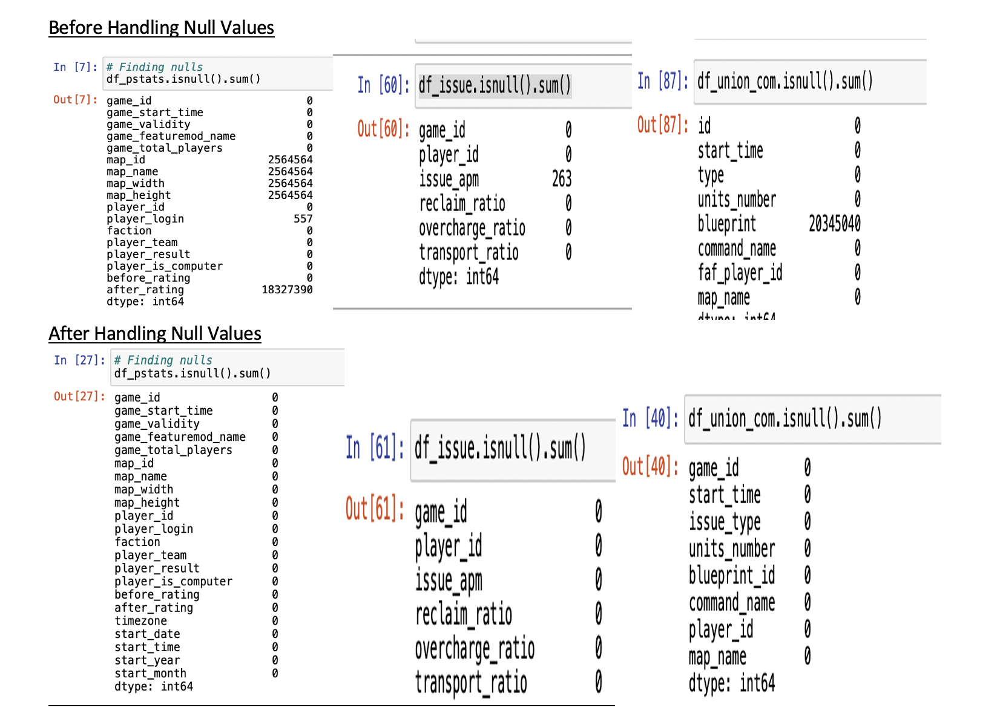 Before Handling Null Values
In [7]: # Finding nulls
df_pstats.isnull().sum()
Out[7]: game_id 0
game_start_time 0
game_validity 0
game_featuremod_name 0
game_total_players 0
map_id 2564564
map_name 2564564
map_width 2564564
map_height 2564564
player_id 0
player_login 557
faction 0
player_team 0
player_result 0
player_is_computer 0
before_rating 0
after_rating 18327390
dtype: int64
In [60]: df_issue.isnull().sum()
Out[60]: game_id 0
player_id 0
issue_apm 263
reclaim_ratio 0
overcharge_ratio 0
transport_ratio 0
dtype: int64
In [87]: df_union_com.isnull().sum()
Out[87]: id 0
start_time 0
type 0
units_number 0
blueprint 20345040
command_name 0
faf_player_id 0
map_name 0
dtype: int64
After Handling Null Values
In [27]: # Finding nulls
df_pstats.isnull().sum()
Out[27]: game_id 0
game_start_time 0
game_validity 0
game_featuremod_name 0
game_total_players 0
map_id 0
map_name 0
map_width 0
map_height 0
player_id 0
player_login 0
faction 0
player_team 0
player_result 0
player_is_computer 0
before_rating 0
after_rating 0
timezone 0
start_date 0
start_time 0
start_year 0
start_month 0
dtype: int64
In [61]: df_issue.isnull().sum()
Out[61]: game_id 0
player_id 0
issue_apm 0
reclaim_ratio 0
overcharge_ratio 0
transport_ratio 0
In [40]: df_union_com.isnull().sum()
Out[40]: game_id 0
start_time 0
issue_type 0
units_number 0
blueprint_id 0
command_name 0
player_id 0
map_name 0
dtype: int64